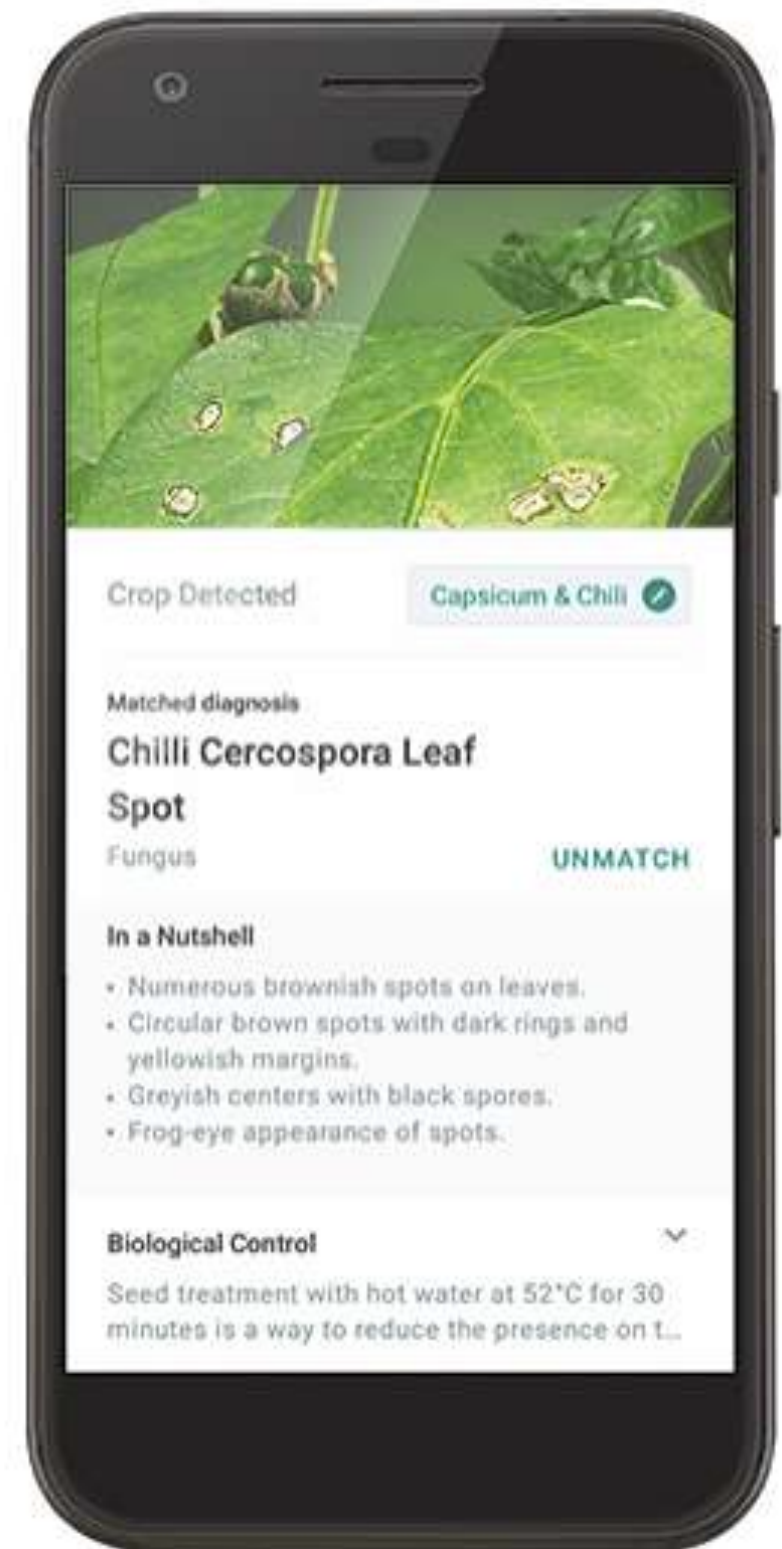 Crop Detected
Capsicum & Chili
Matched diagnosis
Chilli Cercospora Leaf
Spot
Fungus
UNMATCH
In a Nutshell
• Numerous brownish spots on leaves.
• Circular brown spots with dark rings and
yellowish margins.
• Greyish centers with black spores.
• Frog-eye appearance of spots.
Biological Control
Seed treatment with hot water at 52°C for 30
minutes is a way to reduce the presence on t...